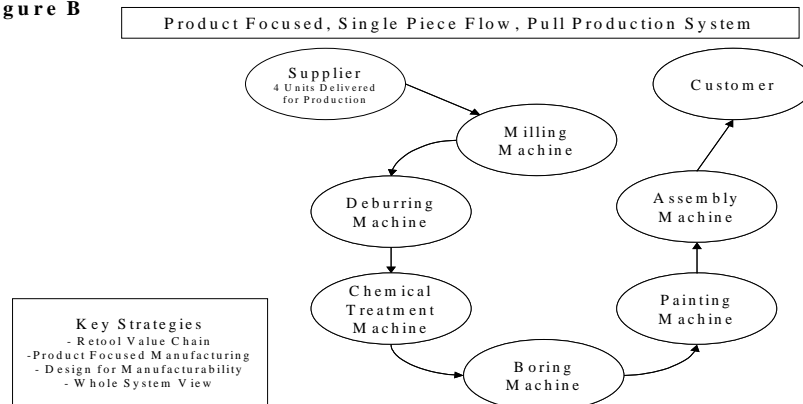 gure B
Product Focused, Single Piece Flow, Pull Production System
Supplier
4 Units Delivered
for Production
Customer
Milling
Machine
Deburring
Machine
Assembly
Machine
Chemical
Treatment
Machine
Painting
Machine
Boring
Machine
Key Strategies
- Retool Value Chain
-Product Focused Manufacturing
- Design for Manufacturability
- Whole System View